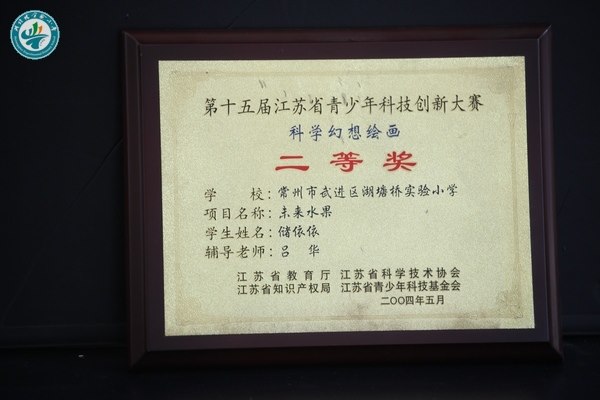 第十五届江苏省青少年科技创新大赛
科学幻想绘画
二等奖
学 校：常州市武进区湖塘桥实验小学
项目名称：未来水果
学生姓名：储依依
辅导老师：吕 华
江苏省教育厅 江苏省科学技术协会
江苏省知识产权局 江苏省青少年科技基金会
二〇〇四年五月